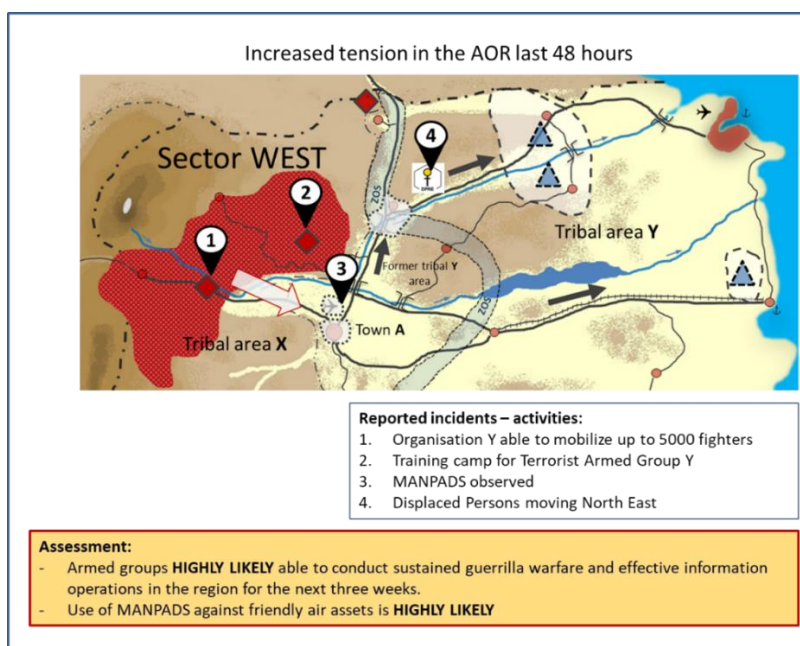 Increased tension in the AOR last 48 hours
4
Sector WEST
ZOS
2
Tribal area Y
1
3
Former tribal Y
area
ZOS
Town A
Tribal area X
Reported incidents – activities:
1. Organisation Y able to mobilize up to 5000 fighters
2. Training camp for Terrorist Armed Group Y
3. MANPADS observed
4. Displaced Persons moving North East
Assessment:
- Armed groups HIGHLY LIKELY able to conduct sustained guerrilla warfare and effective information
operations in the region for the next three weeks.
- Use of MANPADS against friendly air assets is HIGHLY LIKELY